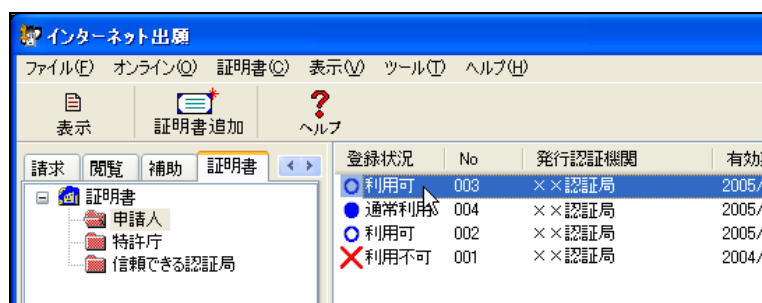 インターネット出願
ファイル(F) オンライン(O) 証明書(C) 表示(V) ツール(T) ヘルプ(H)
表示 証明書追加 ヘルプ
請求 閲覧 補助 証明書
証明書
申請人
特許庁
信頼できる認証局
登録状況 No 発行認証機関 有効
利用可 003 ××認証局 2005/
通常利用 004 ××認証局 2005/
利用可 002 ××認証局 2005/
利用不可 001 ××認証局 2004/